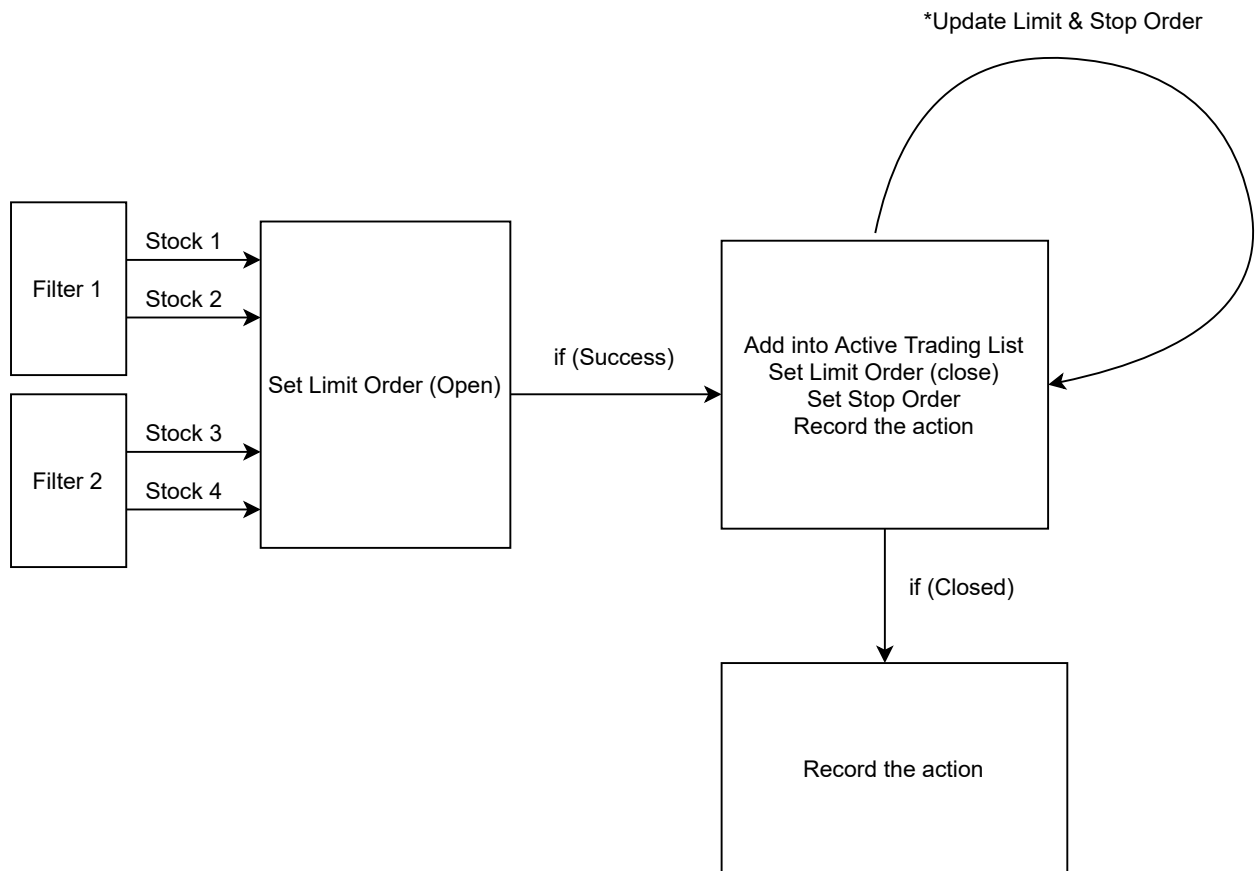 *Update Limit & Stop Order
Filter 1
Stock 1
Stock 2
Filter 2
Stock 3
Stock 4
Set Limit Order (Open)
if (Success)
Add into Active Trading List
Set Limit Order (close)
Set Stop Order
Record the action
if (Closed)
Record the action